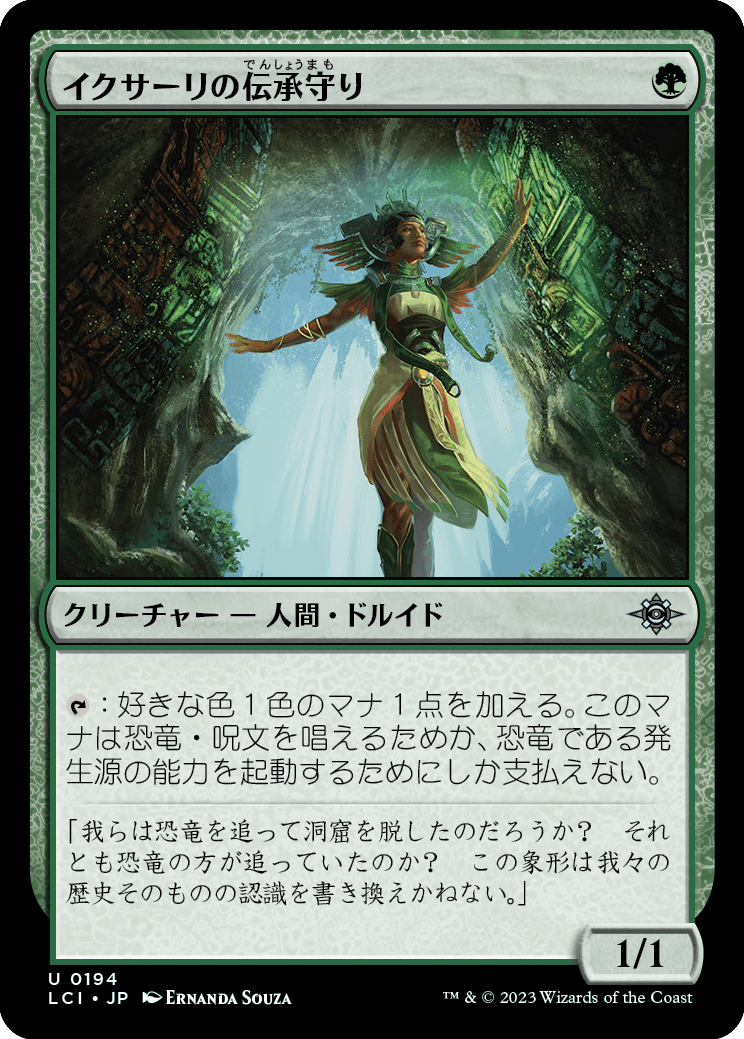 でんしょうまも
イクサーリの伝承守り
クリーチャー — 人間・ドルイド
：好きな色１色のマナ１点を加える。このマ
ナは恐竜・呪文を唱えるためか、恐竜である発
生源の能力を起動するためにしか支払えない。
「我らは恐竜を追って洞窟を脱したのだろうか？　それ
とも恐竜の方が追っていたのか？　この象形は我々の
歴史そのものの認識を書き換えかねない。」
1/1
U 0194
LCI • JP ERNANDA SOUZA
™ & © 2023 Wizards of the Coast